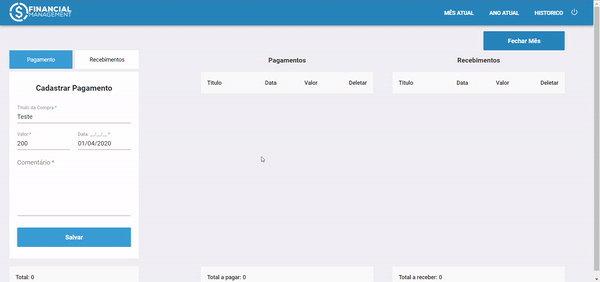 FINANCIAL
MANAGEMENT
MÊS ATUAL
ANO ATUAL
HISTORICO
Fechar Mês
Pagamento
Recebimentos
Cadastrar Pagamento
Titulo da Compra *
Teste
Valor *
200
Data: __/__/__ *
01/04/2020
Comentário *
Salvar
Total: 0
Pagamentos
Titulo
Data
Valor
Deletar
Total a pagar: 0
Recebimentos
Titulo
Data
Valor
Deletar
Total a receber: 0